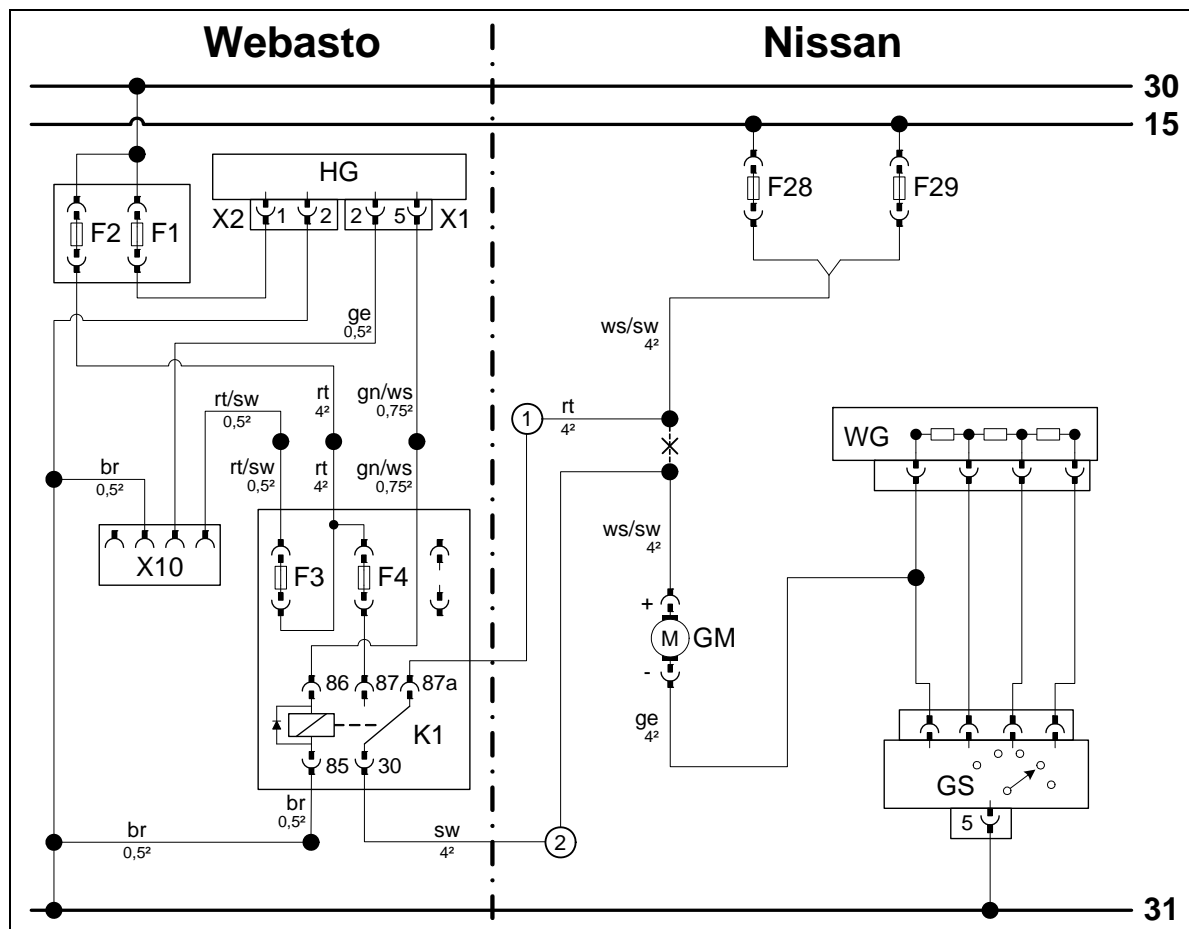 Webasto
Nissan
30
15
HG
F28
F29
F2
F1
X2
1
2
2
5
X1
ge
0,5²
ws/sw
4²
rt/sw
0,5²
rt
4²
gn/ws
0,75²
1
rt
4²
WG
br
0,5²
rt/sw
0,5²
rt
4²
gn/ws
0,75²
X10
F3
F4
ws/sw
4²
+
M
GM
-
86
87
87a
K1
85
30
ge
4²
GS
5
br
0,5²
br
0,5²
sw
4²
2
31